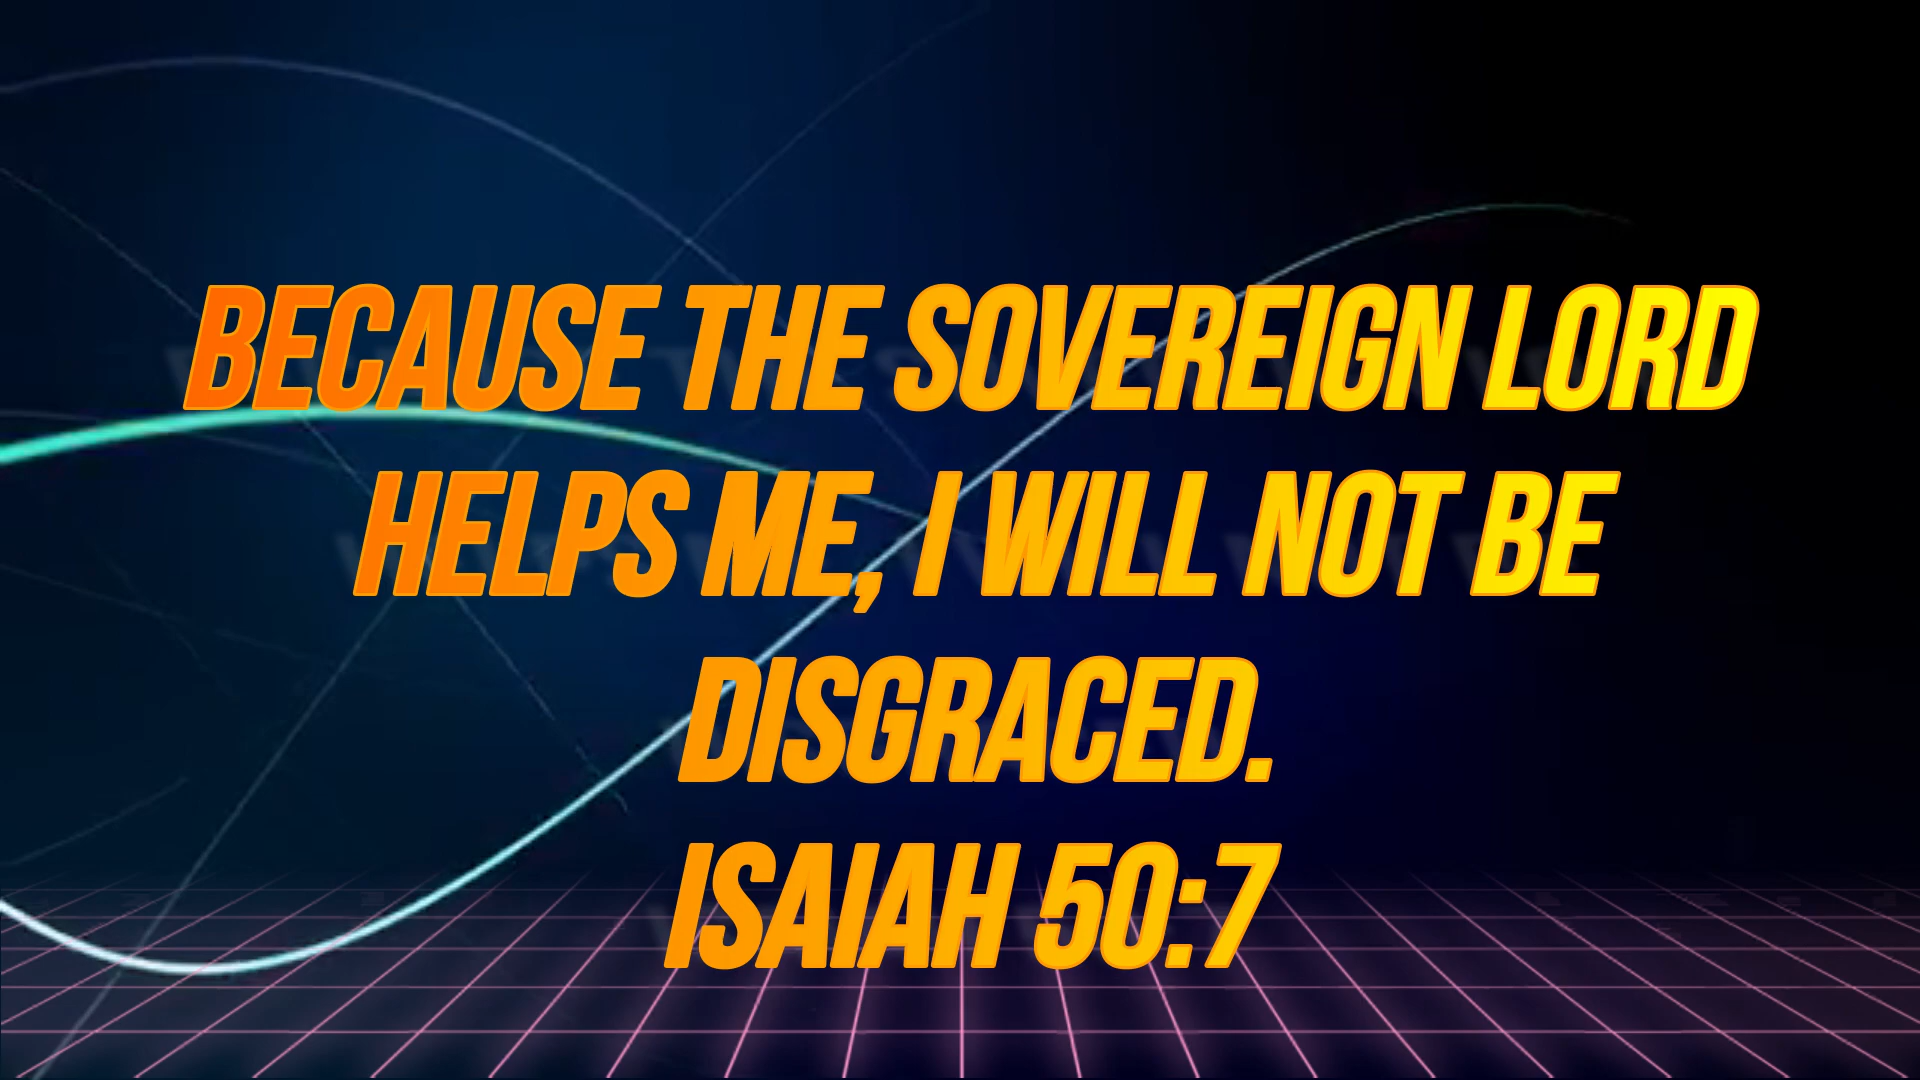 BECAUSE THE SOVEREIGN LORD
HELPS ME, I WILL NOT BE
DISGRACED.
ISAIAH 50:7